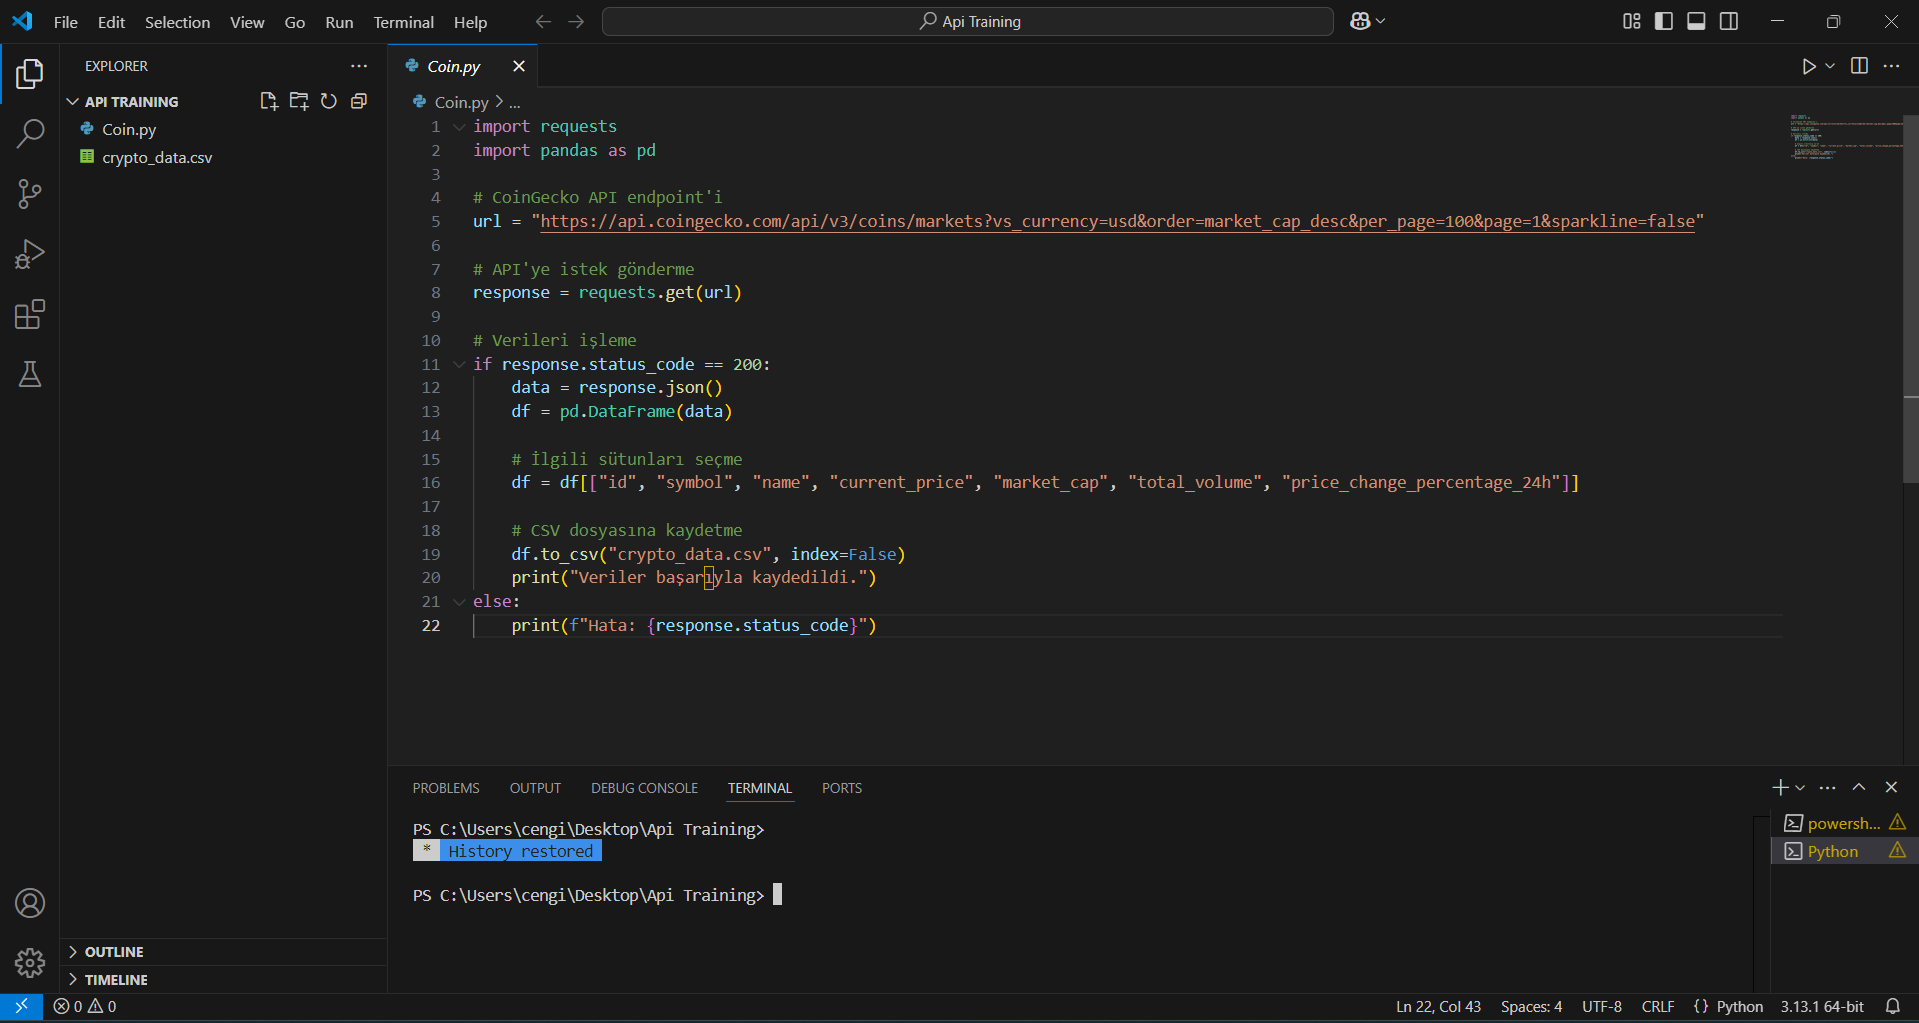 File Edit Selection View Go Run Terminal Help
Api Training
EXPLORER
API TRAINING
Coin.py
crypto_data.csv
OUTLINE
TIMELINE
Coin.py
Coin.py > ...
1 import requests
2 import pandas as pd
3
4 # CoinGecko API endpoint'i
5 url = "https://api.coingecko.com/api/v3/coins/markets?vs_currency=usd&order=market_cap_desc&per_page=100&page=1&sparkline=false"
6
7 # API'ye istek gönderme
8 response = requests.get(url)
9
10 # Verileri işleme
11 if response.status_code == 200:
12     data = response.json()
13     df = pd.DataFrame(data)
14
15     # İlgili sütunları seçme
16     df = df[["id", "symbol", "name", "current_price", "market_cap", "total_volume", "price_change_percentage_24h"]]
17
18     # CSV dosyasına kaydetme
19     df.to_csv("crypto_data.csv", index=False)
20     print("Veriler başarıyla kaydedildi.")
21 else:
22     print(f"Hata: {response.status_code}")
PROBLEMS OUTPUT DEBUG CONSOLE TERMINAL PORTS
PS C:\Users\cengi\Desktop\Api Training>
* History restored
PS C:\Users\cengi\Desktop\Api Training>
powersh...
Python
0 0
Ln 22, Col 43 Spaces: 4 UTF-8 CRLF {} Python 3.13.1 64-bit